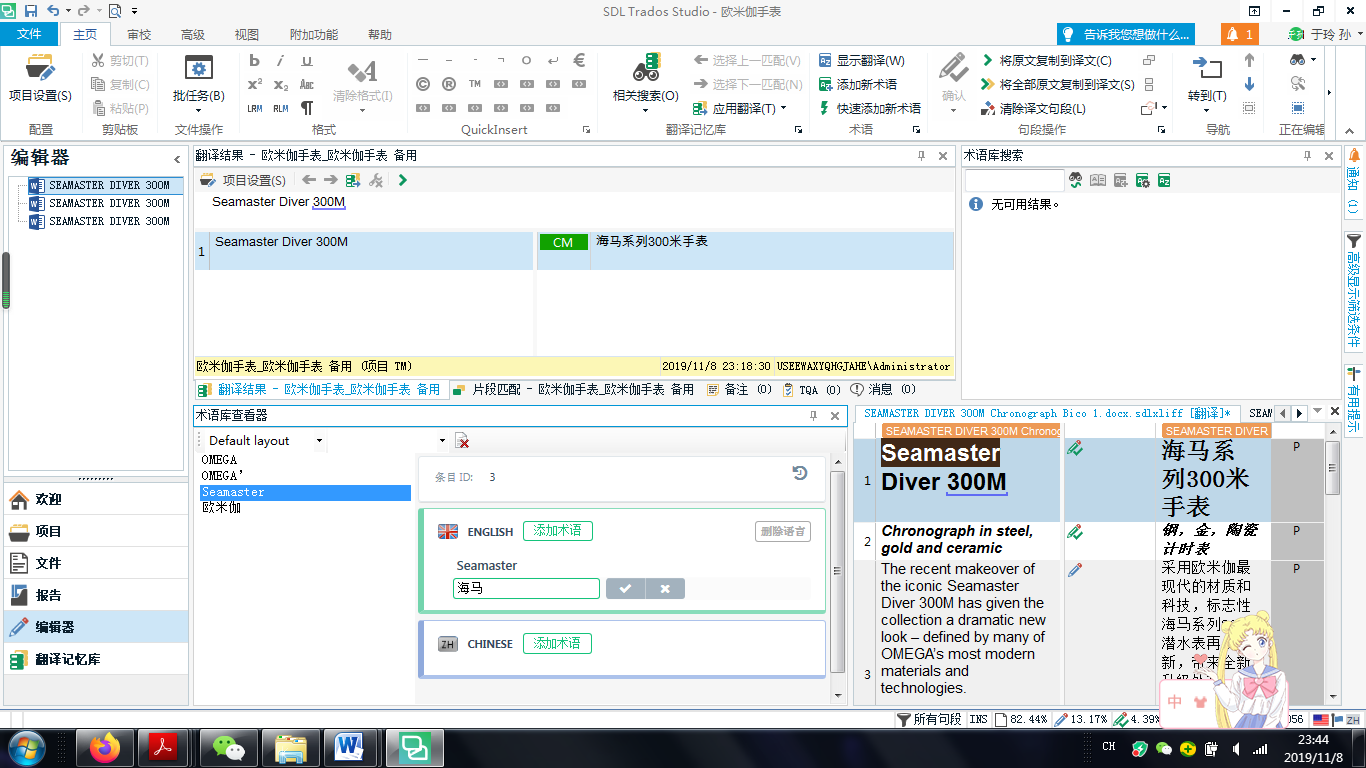 SDL Trados Studio - 欧米伽手表
文件 主页 审校 高级 视图 附加功能 帮助 告诉我您想做什么... 1 于玲 孙
项目设置(S) 剪切(T) 复制(C) 粘贴(P) 批任务(B) 清除格式(I) 相关搜索(O) 选择上一匹配(V) 选择下一匹配(N) 应用翻译(T) 显示翻译(W) 添加新术语 快速添加新术语 确认 将原文复制到译文(C) 将全部原文复制到译文(S) 清除译文句段(L) 转到(T)
配置 剪贴板 文件操作 格式 QuickInsert 翻译记忆库 术语 句段操作 导航 正在编辑
编辑器
SEAMASTER DIVER 300M
SEAMASTER DIVER 300M
SEAMASTER DIVER 300M
欢迎
项目
文件
报告
编辑器
翻译记忆库
翻译结果 - 欧米伽手表_欧米伽手表 备用
项目设置(S)
Seamaster Diver 300M
1 Seamaster Diver 300M CM 海马系列300米手表
欧米伽手表_欧米伽手表 备用 (项目 TM) 2019/11/8 23:18:30 USEEWAXYQHGJAHE\Administrator
翻译结果 - 欧米伽手表_欧米伽手表 备用 片段匹配 - 欧米伽手表_欧米伽手表 备用 备注 (0) TQA (0) 消息 (0)
术语库搜索
无可用结果。
通知 (1)
高级显示筛选条件
有用提示
术语库查看器
Default layout
OMEGA
OMEGA'
Seamaster
欧米伽
条目 ID: 3
ENGLISH 添加术语 删除语言
Seamaster
海马
ZH CHINESE 添加术语
SEAMASTER DIVER 300M Chronograph Bico 1.docx.sdlxliff [翻译]* SEAM
SEAMASTER DIVER 300M Chronog SEAMASTER DIVER
1 Seamaster
Diver 300M
海马系
列300米
手表
P
2 Chronograph in steel,
gold and ceramic
钢，金，陶瓷
计时表
P
3 The recent makeover of
the iconic Seamaster
Diver 300M has given the
collection a dramatic new
look – defined by many of
OMEGA's most modern
materials and
technologies.
采用欧米伽最
现代的材质和
科技，标志性
海马系列
潜水表再
新，带来全新
P
中
所有句段 INS 82.44% 13.17% 4.39% 056 ZH
CH 23:44
2019/11/8